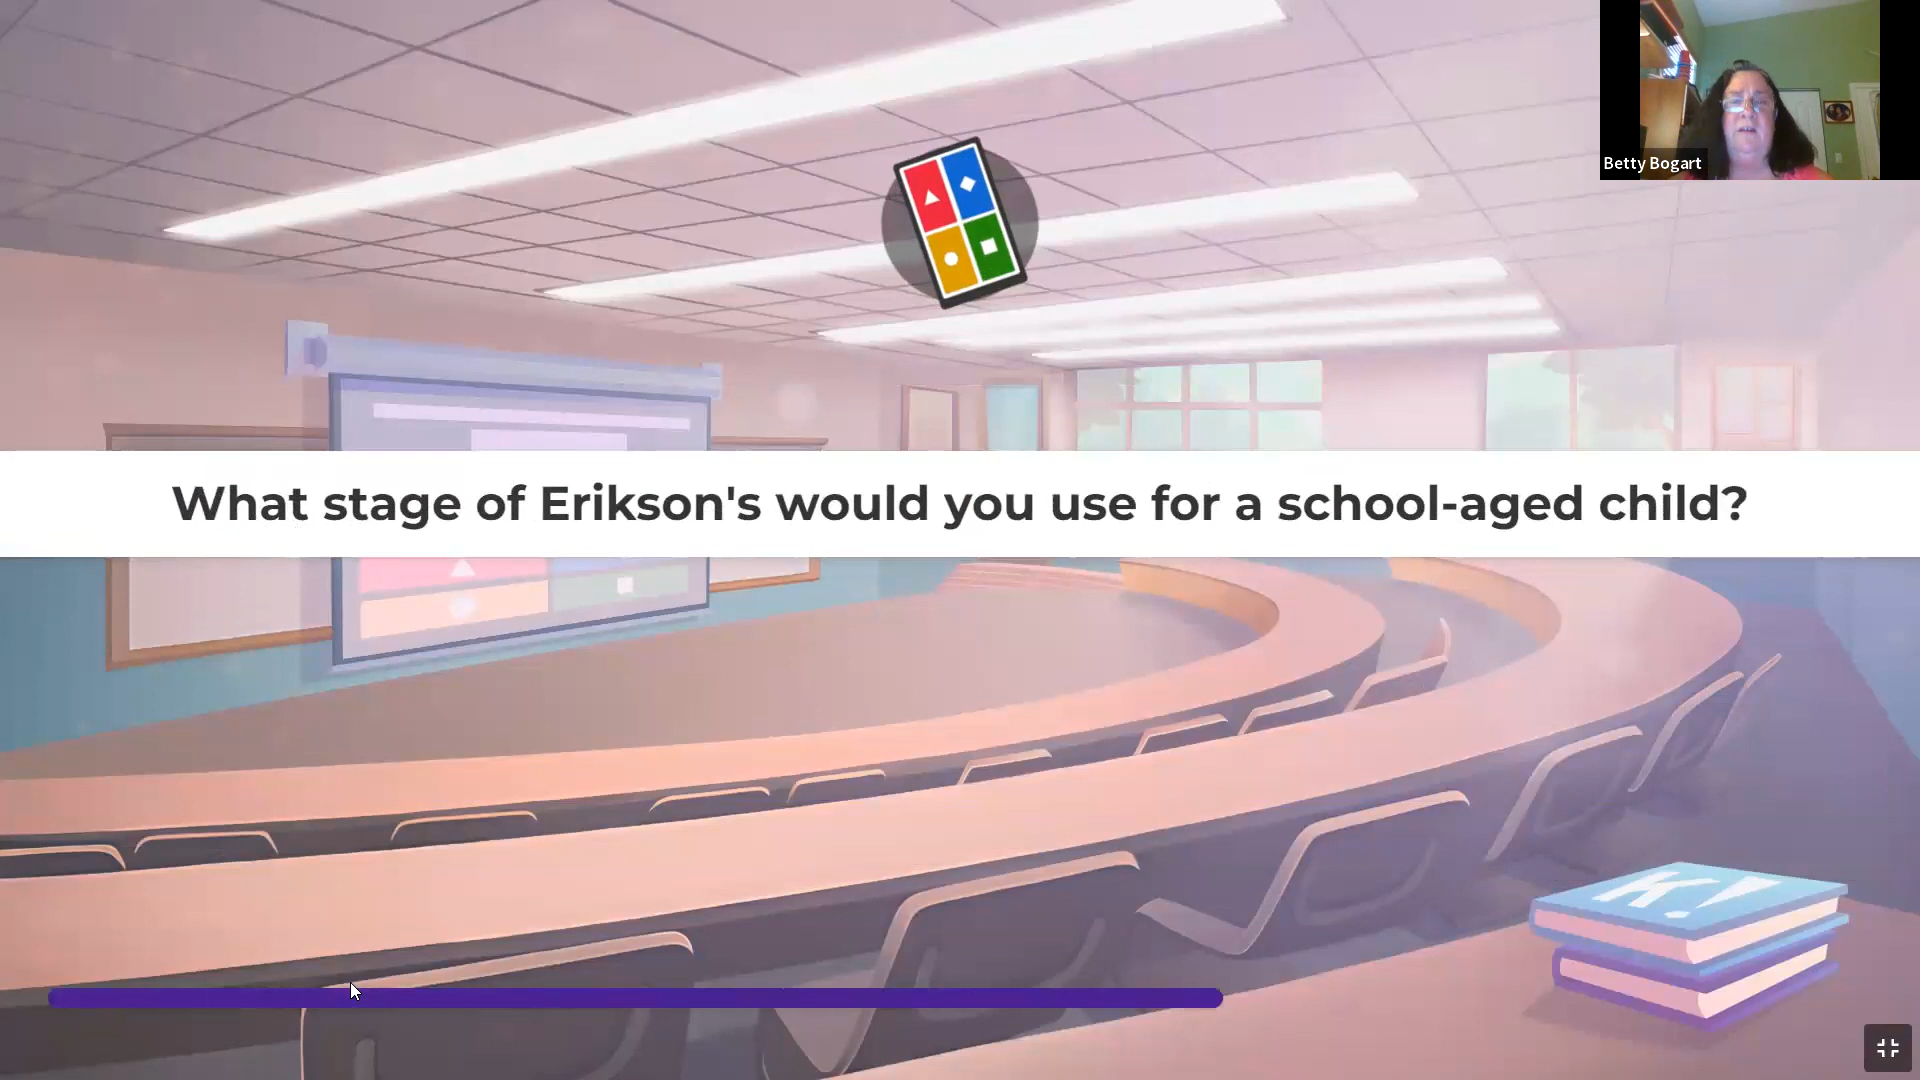 Betty Bogart
What stage of Erikson's would you use for a school-aged child?
K!